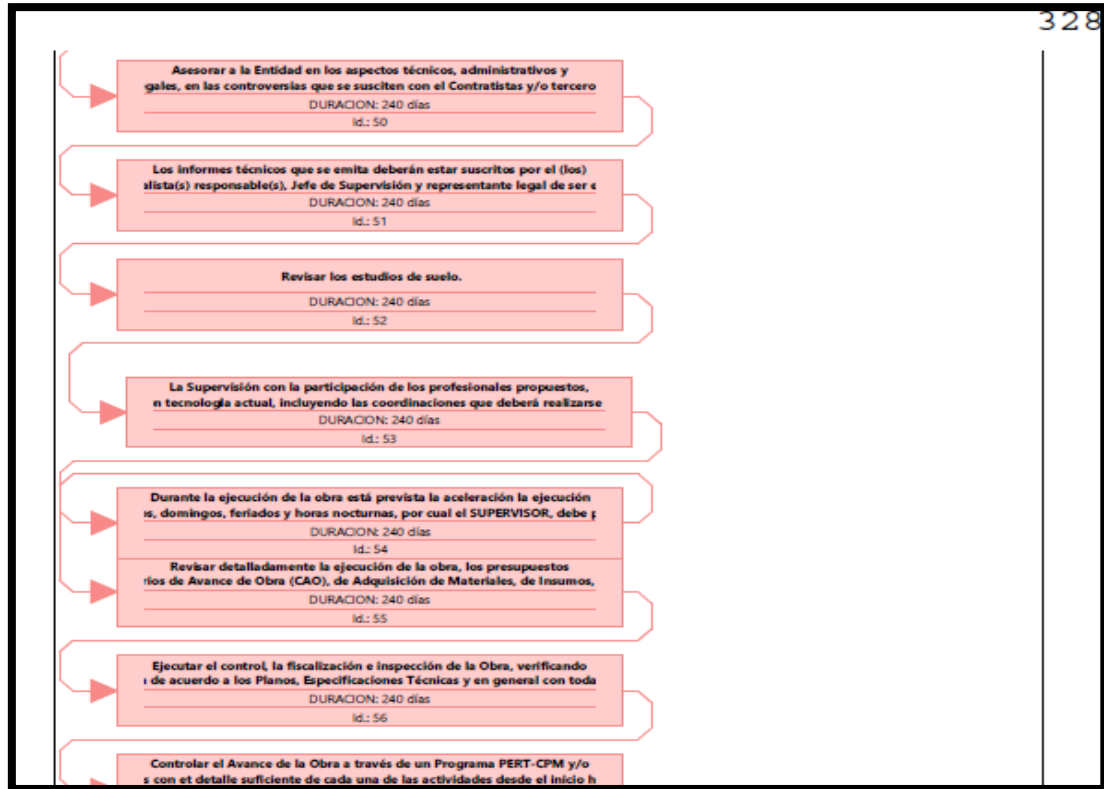 328
Asesorar a la Entidad en los aspectos técnicos, administrativos y
gales, en las controversias que se susciten con el Contratistas y/o tercero
DURACION: 240 días
Id.: 50
Los informes técnicos que se emita deberán estar suscritos por el (los)
alista(s) responsable(s), Jefe de Supervisión y representante legal de ser e
DURACION: 240 días
Id.: 51
Revisar los estudios de suelo.
DURACION: 240 días
Id.: 52
La Supervisión con la participación de los profesionales propuestos,
n tecnología actual, incluyendo las coordinaciones que deberá realizarse
DURACION: 240 días
Id.: 53
Durante la ejecución de la obra está prevista la aceleración la ejecución
os, domingos, feriados y horas nocturnas, por cual el SUPERVISOR, debe p
DURACION: 240 días
Id.: 54
Revisar detalladamente la ejecución de la obra, los presupuestos
rios de Avance de Obra (CAO), de Adquisición de Materiales, de Insumos,
DURACION: 240 días
Id.: 55
Ejecutar el control, la fiscalización e inspección de la Obra, verificando
de acuerdo a los Planos, Especificaciones Técnicas y en general con toda
DURACION: 240 días
Id.: 56
Controlar el Avance de la Obra a través de un Programa PERT-CPM y/o
s con et detalle suficiente de cada una de las actividades desde el inicio h